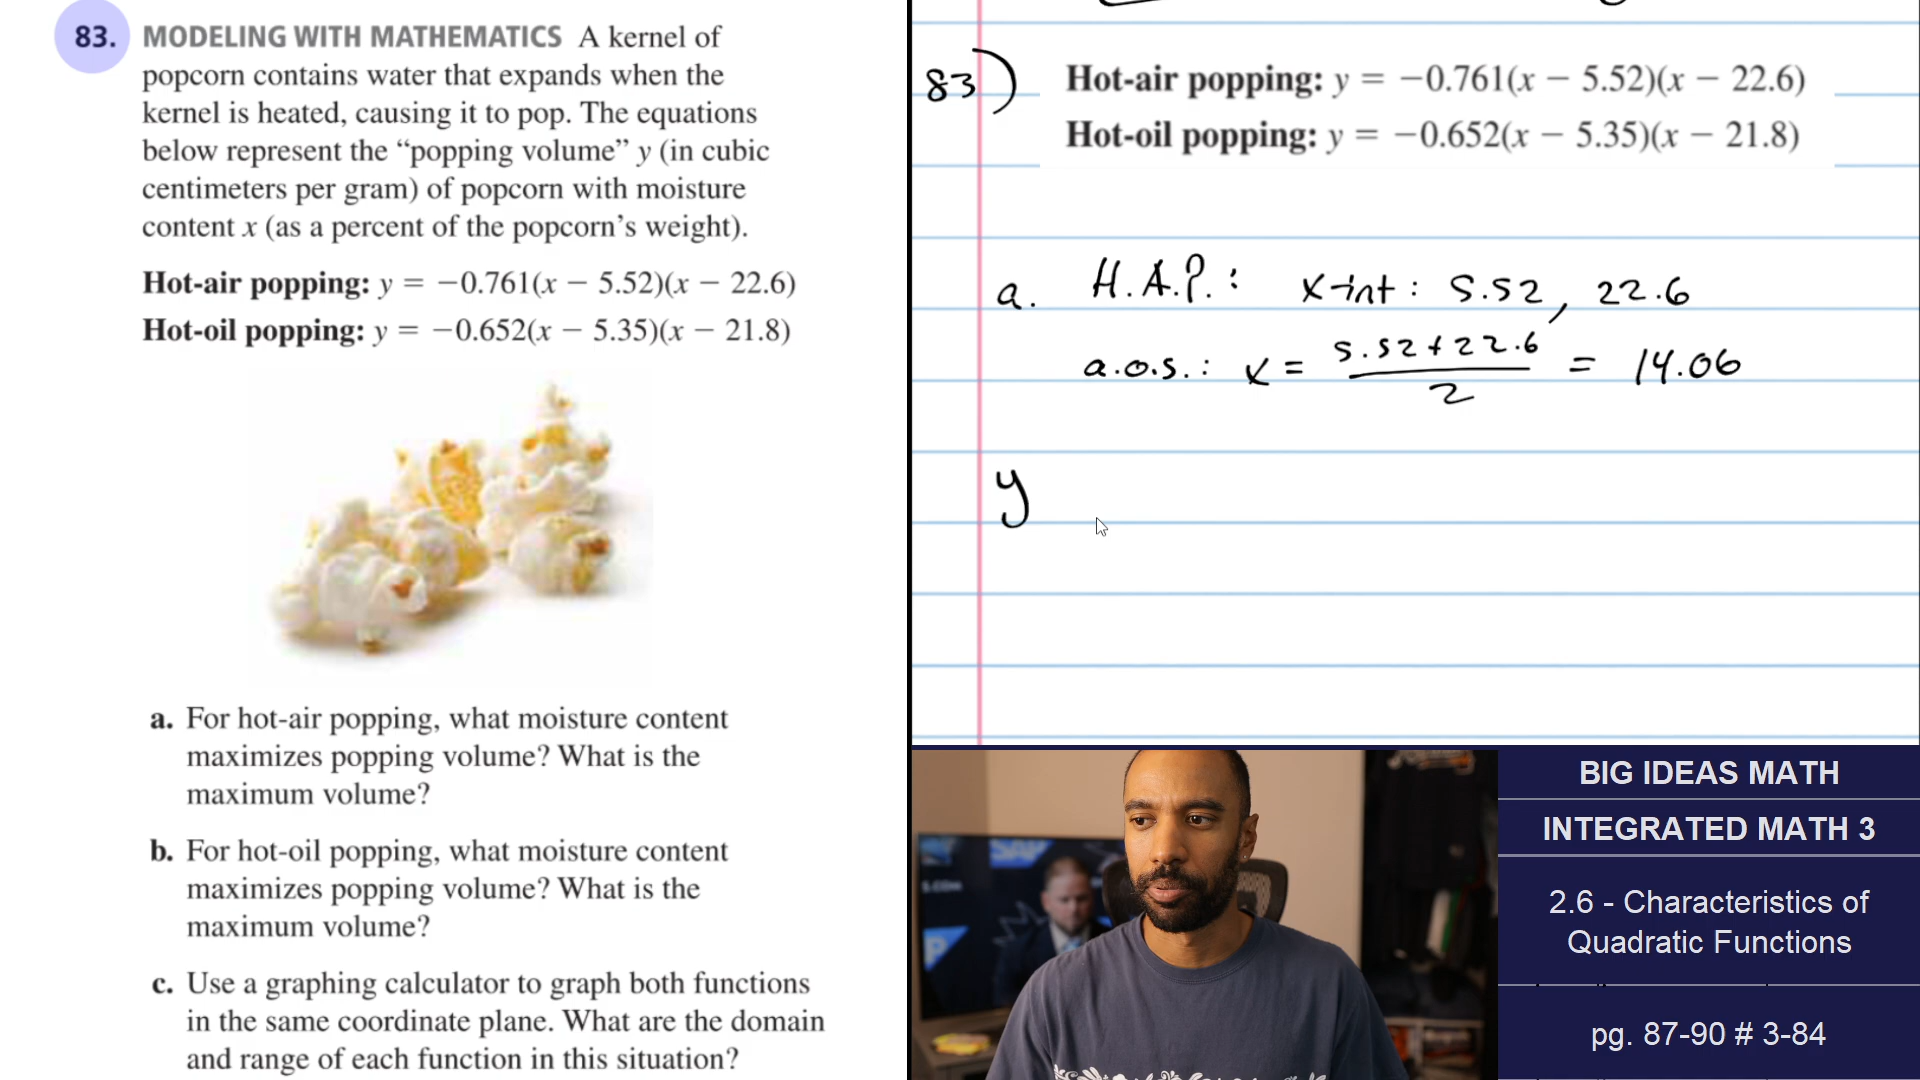 83. MODELING WITH MATHEMATICS A kernel of
popcorn contains water that expands when the
kernel is heated, causing it to pop. The equations
below represent the “popping volume” y (in cubic
centimeters per gram) of popcorn with moisture
content x (as a percent of the popcorn’s weight).
Hot-air popping: y = −0.761(x − 5.52)(x − 22.6)
Hot-oil popping: y = −0.652(x − 5.35)(x − 21.8)
a. For hot-air popping, what moisture content
maximizes popping volume? What is the
maximum volume?
b. For hot-oil popping, what moisture content
maximizes popping volume? What is the
maximum volume?
c. Use a graphing calculator to graph both functions
in the same coordinate plane. What are the domain
and range of each function in this situation?
83) Hot-air popping: y = −0.761(x − 5.52)(x − 22.6)
Hot-oil popping: y = −0.652(x − 5.35)(x − 21.8)
a. H.A.P.: x-int: 5.52, 22.6
a.o.s.: x = 5.52+22.6 / 2 = 14.06
y
SAP
BIG IDEAS MATH
INTEGRATED MATH 3
2.6 - Characteristics of
Quadratic Functions
pg. 87-90 # 3-84